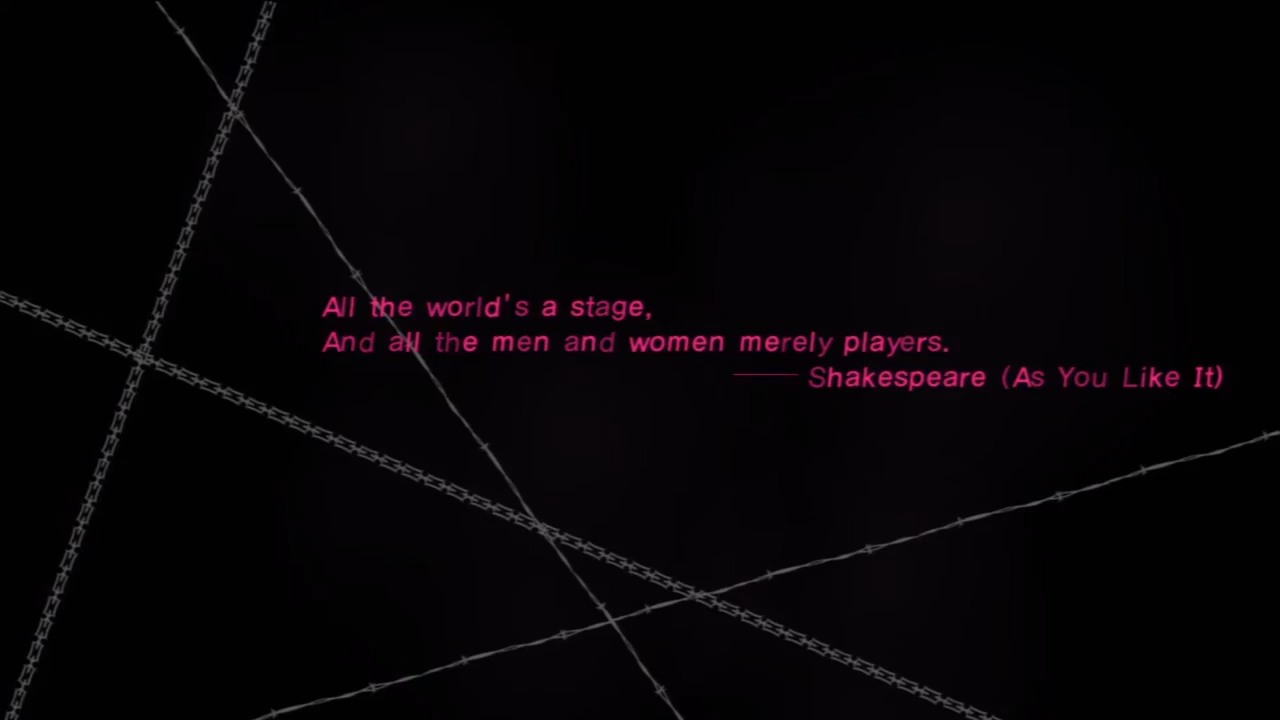 All the world's a stage,
And all the men and women merely players.
—— Shakespeare (As You Like It)